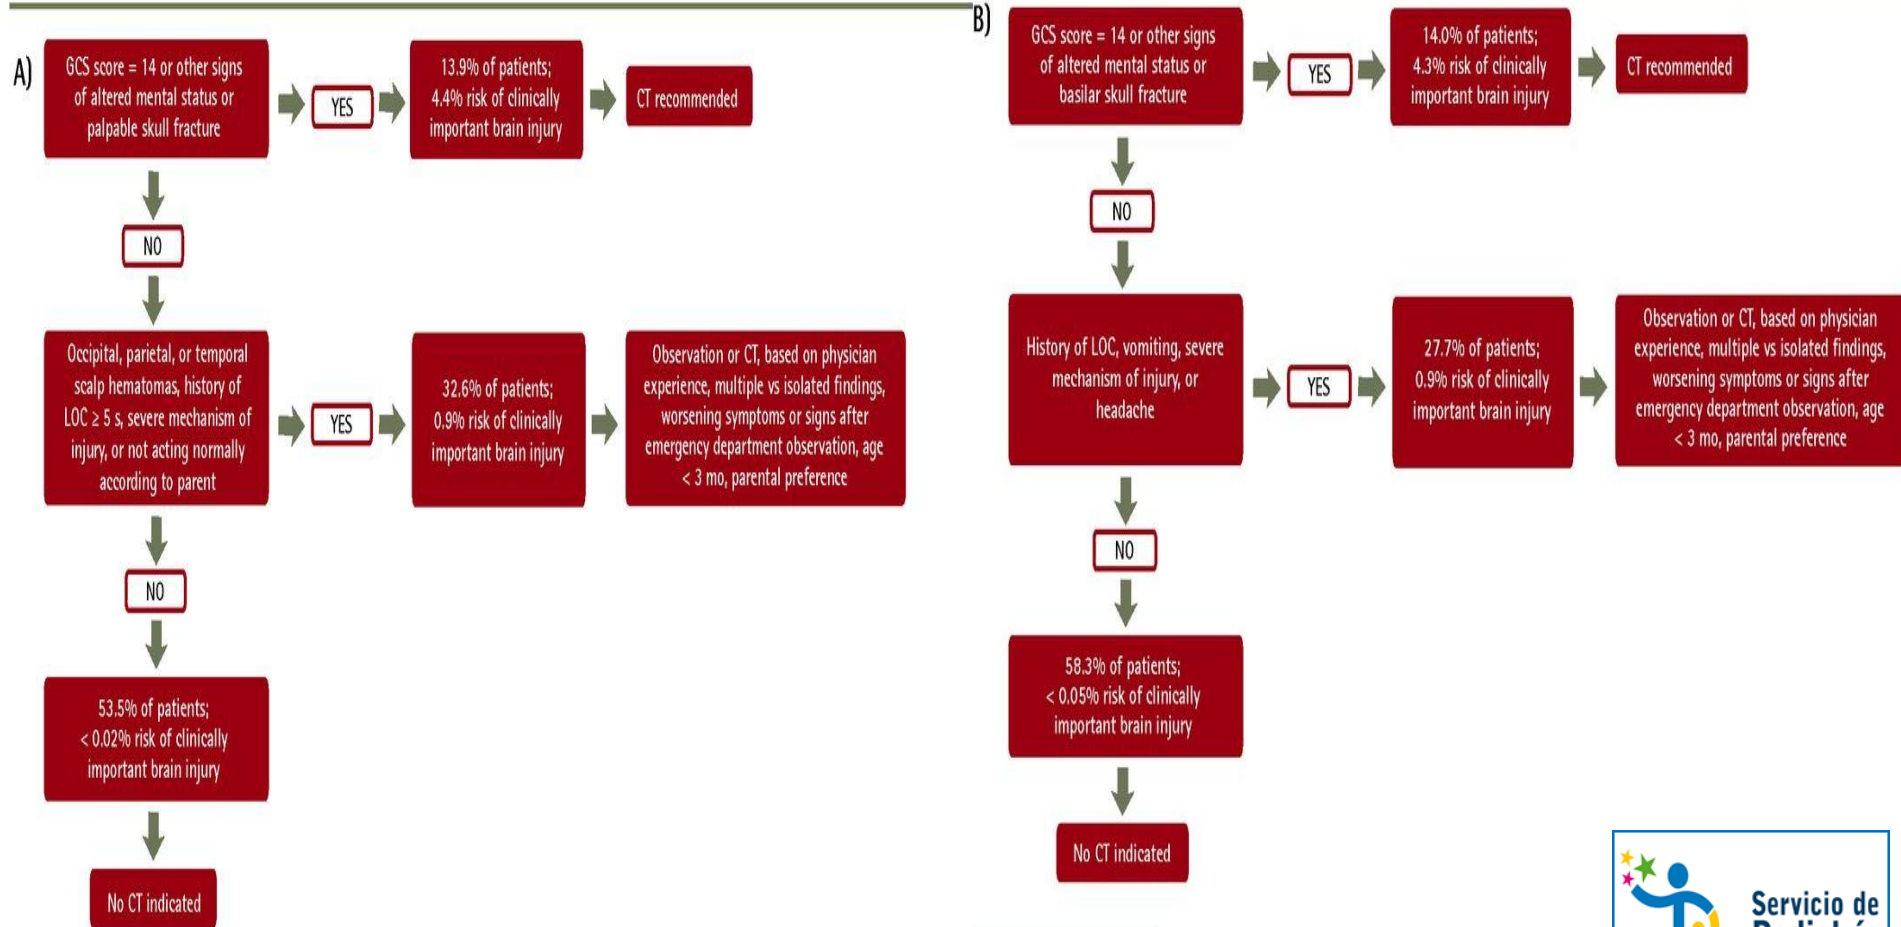 A)
GCS score = 14 or other signs
of altered mental status or
palpable skull fracture
YES
13.9% of patients;
4.4% risk of clinically
important brain injury
CT recommended
NO
Occipital, parietal, or temporal
scalp hematomas, history of
LOC ≥ 5 s, severe mechanism of
injury, or not acting normally
according to parent
YES
32.6% of patients;
0.9% risk of clinically
important brain injury
Observation or CT, based on physician
experience, multiple vs isolated findings,
worsening symptoms or signs after
emergency department observation, age
< 3 mo, parental preference
NO
53.5% of patients;
< 0.02% risk of clinically
important brain injury
No CT indicated
B)
GCS score = 14 or other signs
of altered mental status or
basilar skull fracture
YES
14.0% of patients;
4.3% risk of clinically
important brain injury
CT recommended
NO
History of LOC, vomiting, severe
mechanism of injury, or
headache
YES
27.7% of patients;
0.9% risk of clinically
important brain injury
Observation or CT, based on physician
experience, multiple vs isolated findings,
worsening symptoms or signs after
emergency department observation, age
< 3 mo, parental preference
NO
58.3% of patients;
< 0.05% risk of clinically
important brain injury
No CT indicated
Servicio de